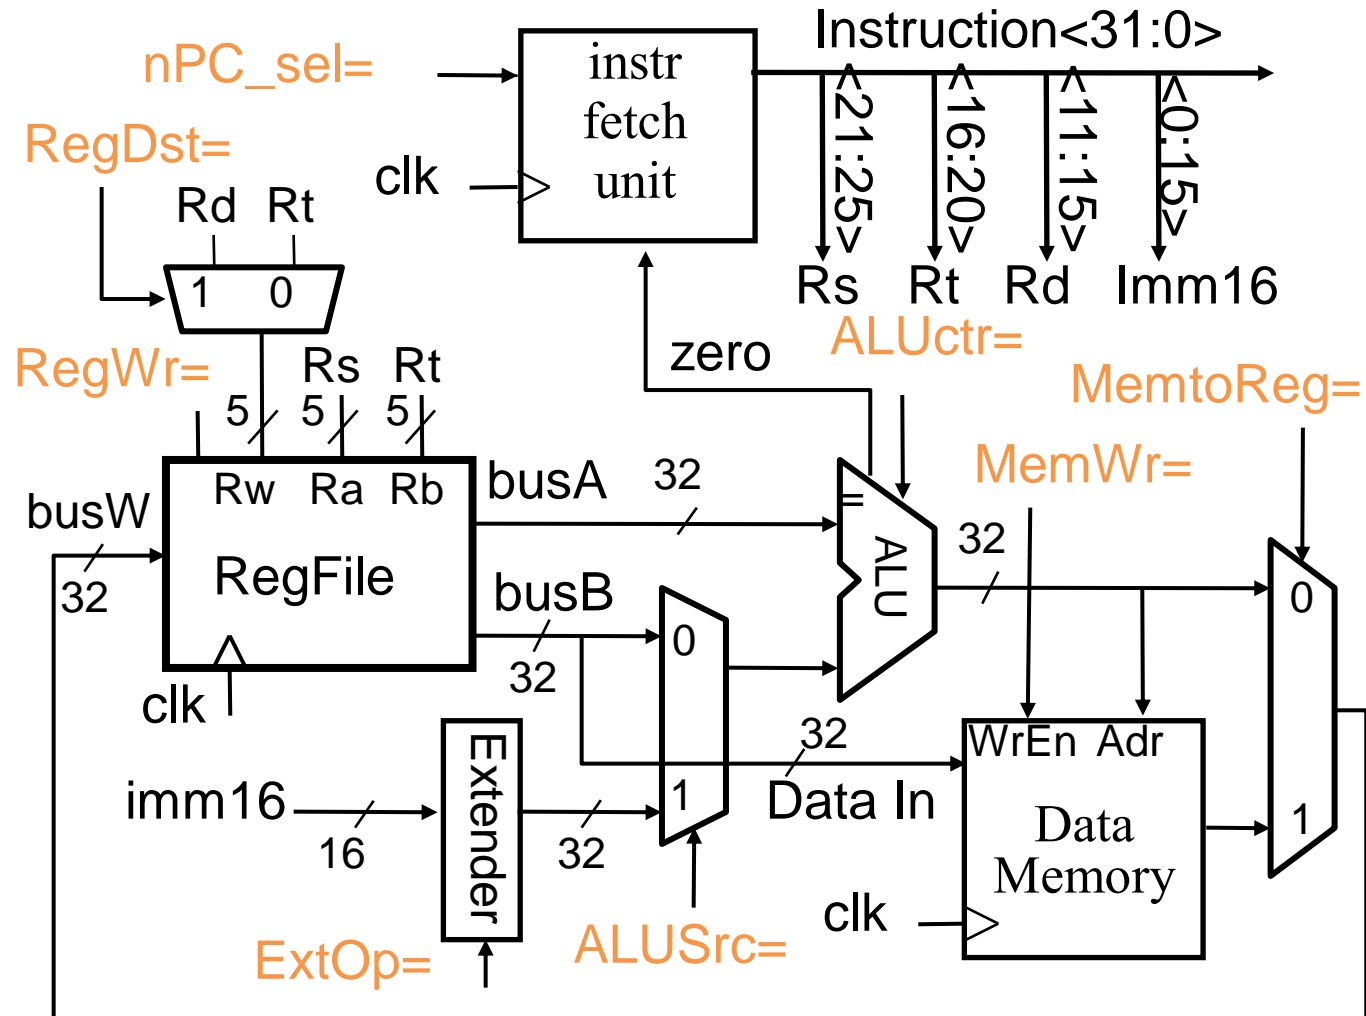 Instruction<31:0>
nPC_sel=
instr
fetch
unit
clk
<21:25>
<16:20>
<11:15>
<0:15>
Rs
Rt
Rd
Imm16
RegDst=
Rd
Rt
1
0
ALUctr=
zero
RegWr=
Rs
Rt
5
5
5
MemtoReg=
MemWr=
busW
32
Rw
Ra
Rb
RegFile
clk
busA
32
busB
32
=
ALU
32
0
1
0
1
imm16
16
Extender
32
ExtOp=
ALUSrc=
32
Data In
WrEn
Adr
Data
Memory
clk